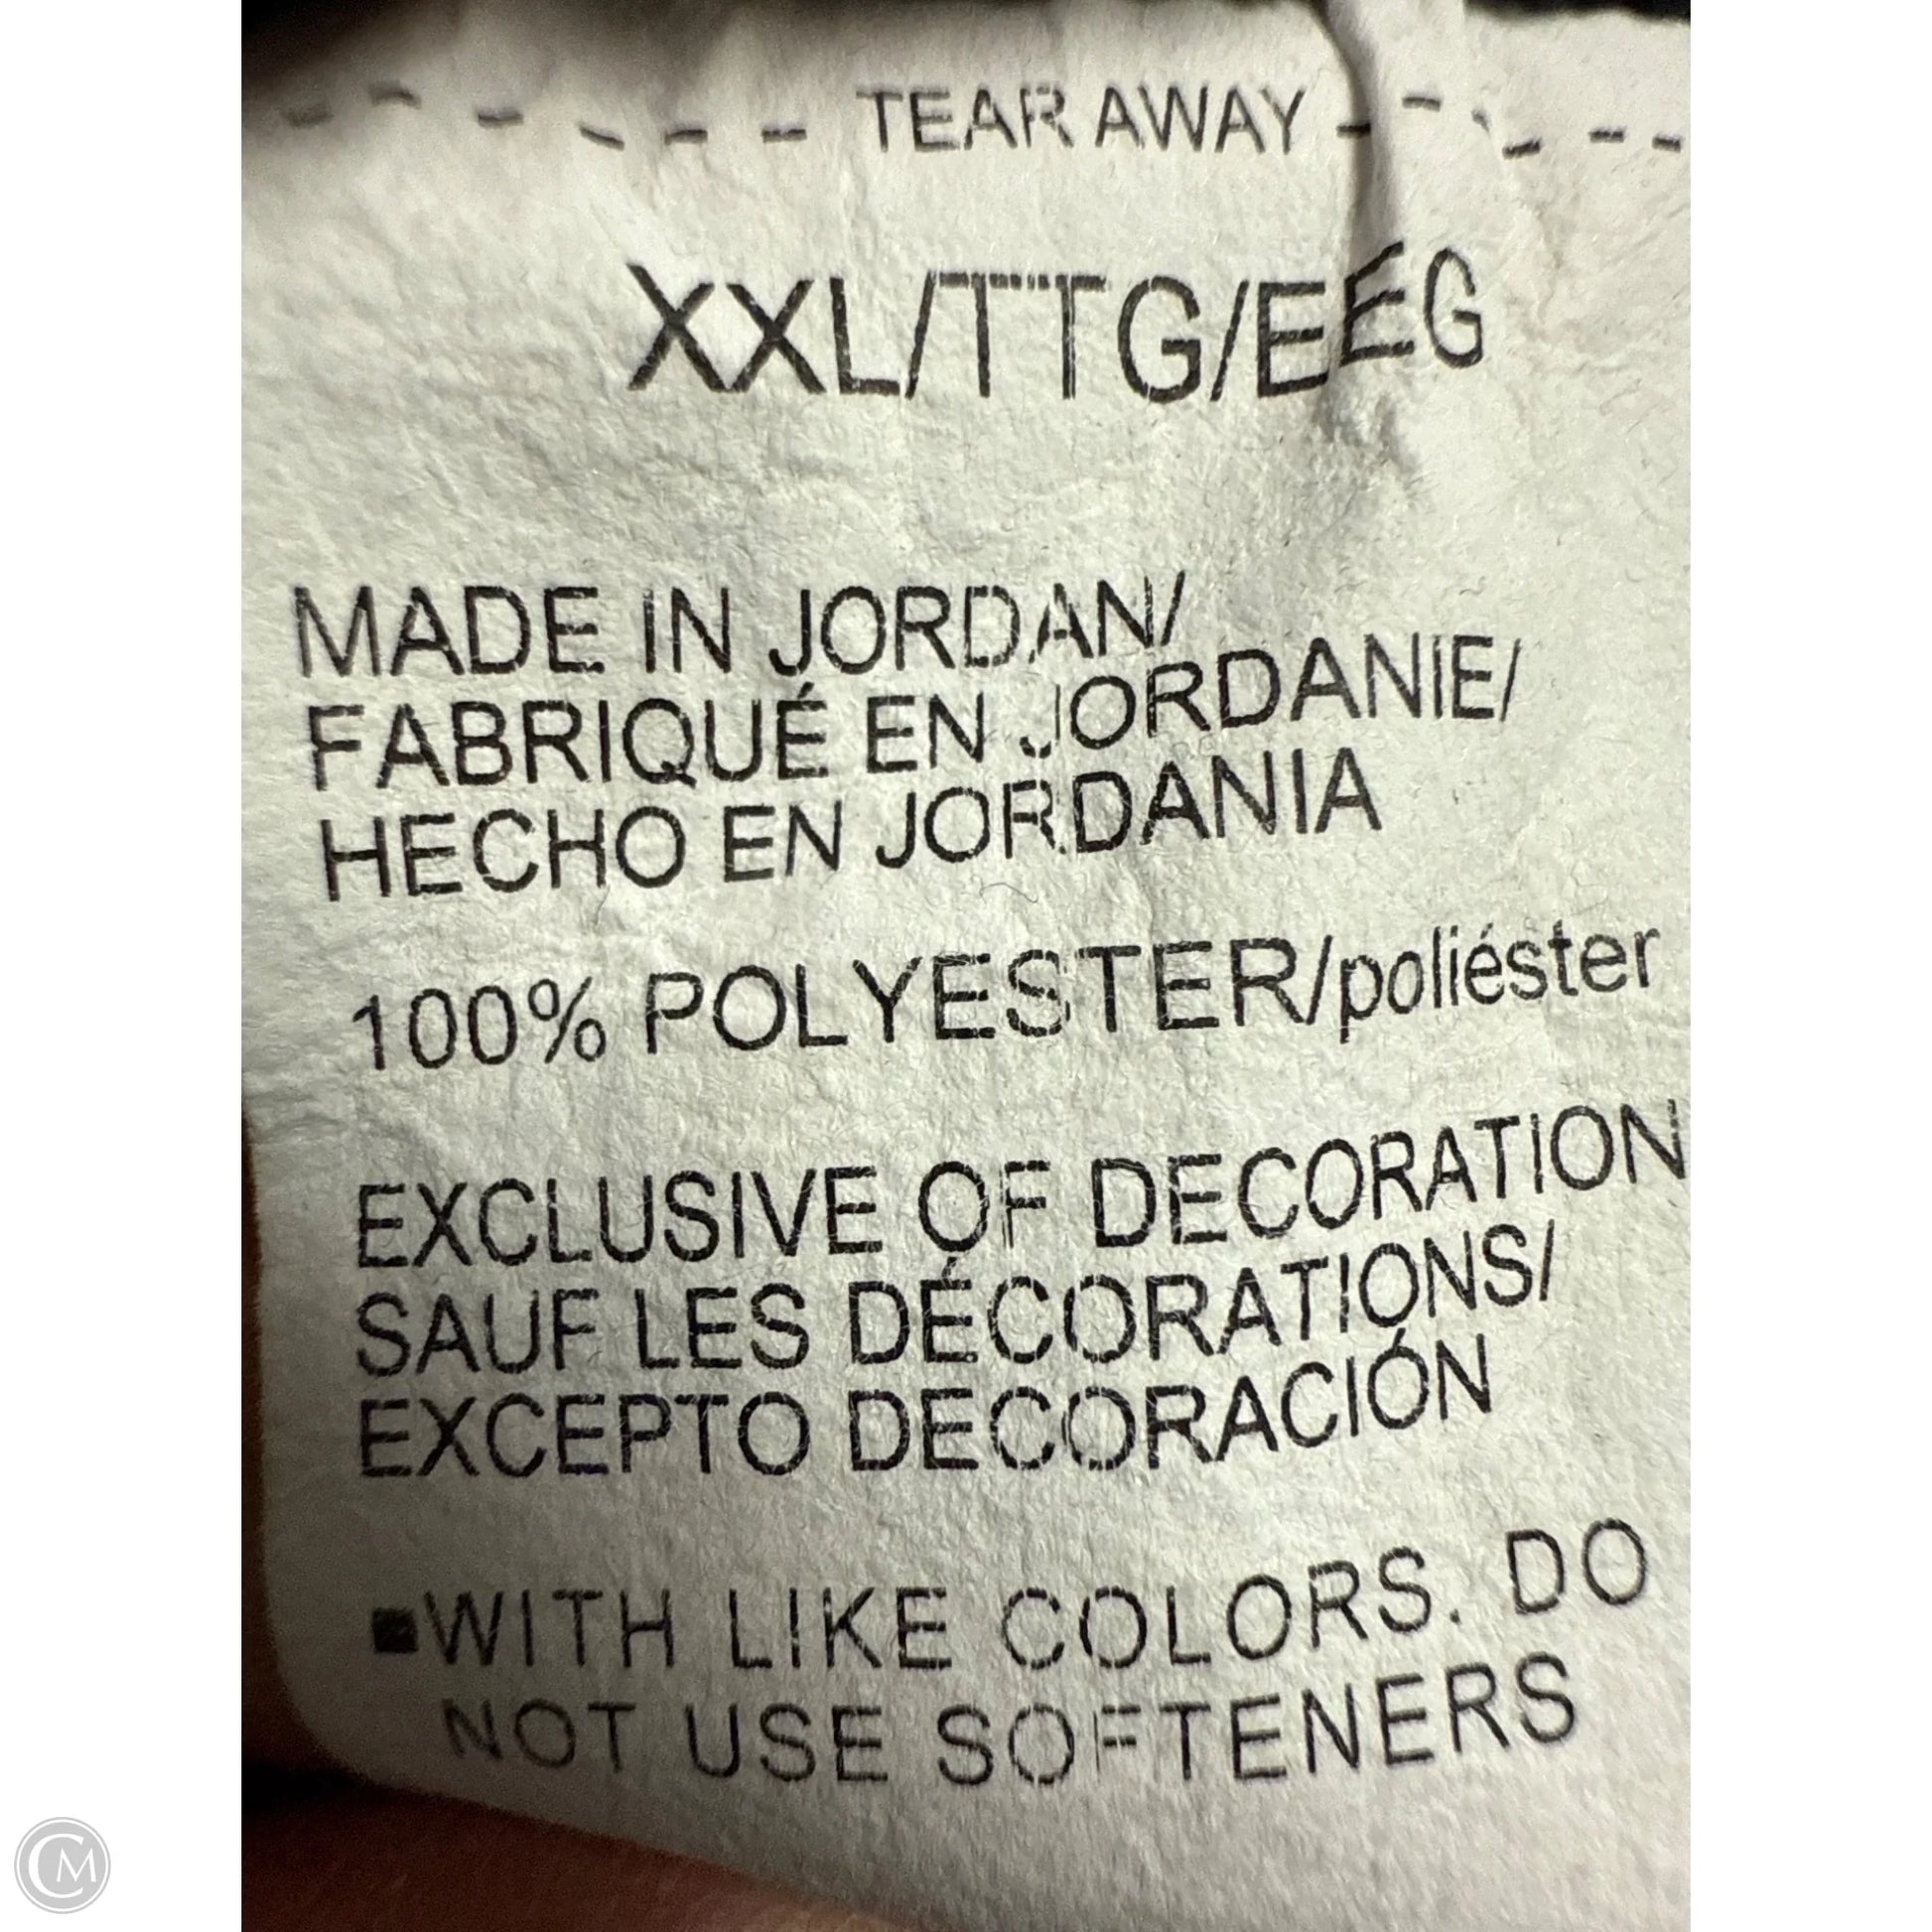 - - - - - - TEAR AWAY - - - - - -
XXL/TTG/EEG
MADE IN JORDAN/
FABRIQUÉ EN JORDANIE/
HECHO EN JORDANIA
100% POLYESTER/poliéster
EXCLUSIVE OF DECORATION
SAUF LES DÉCORATIONS/
EXCEPTO DECORACIÓN
▪WITH LIKE COLORS. DO
NOT USE SOFTENERS
CM